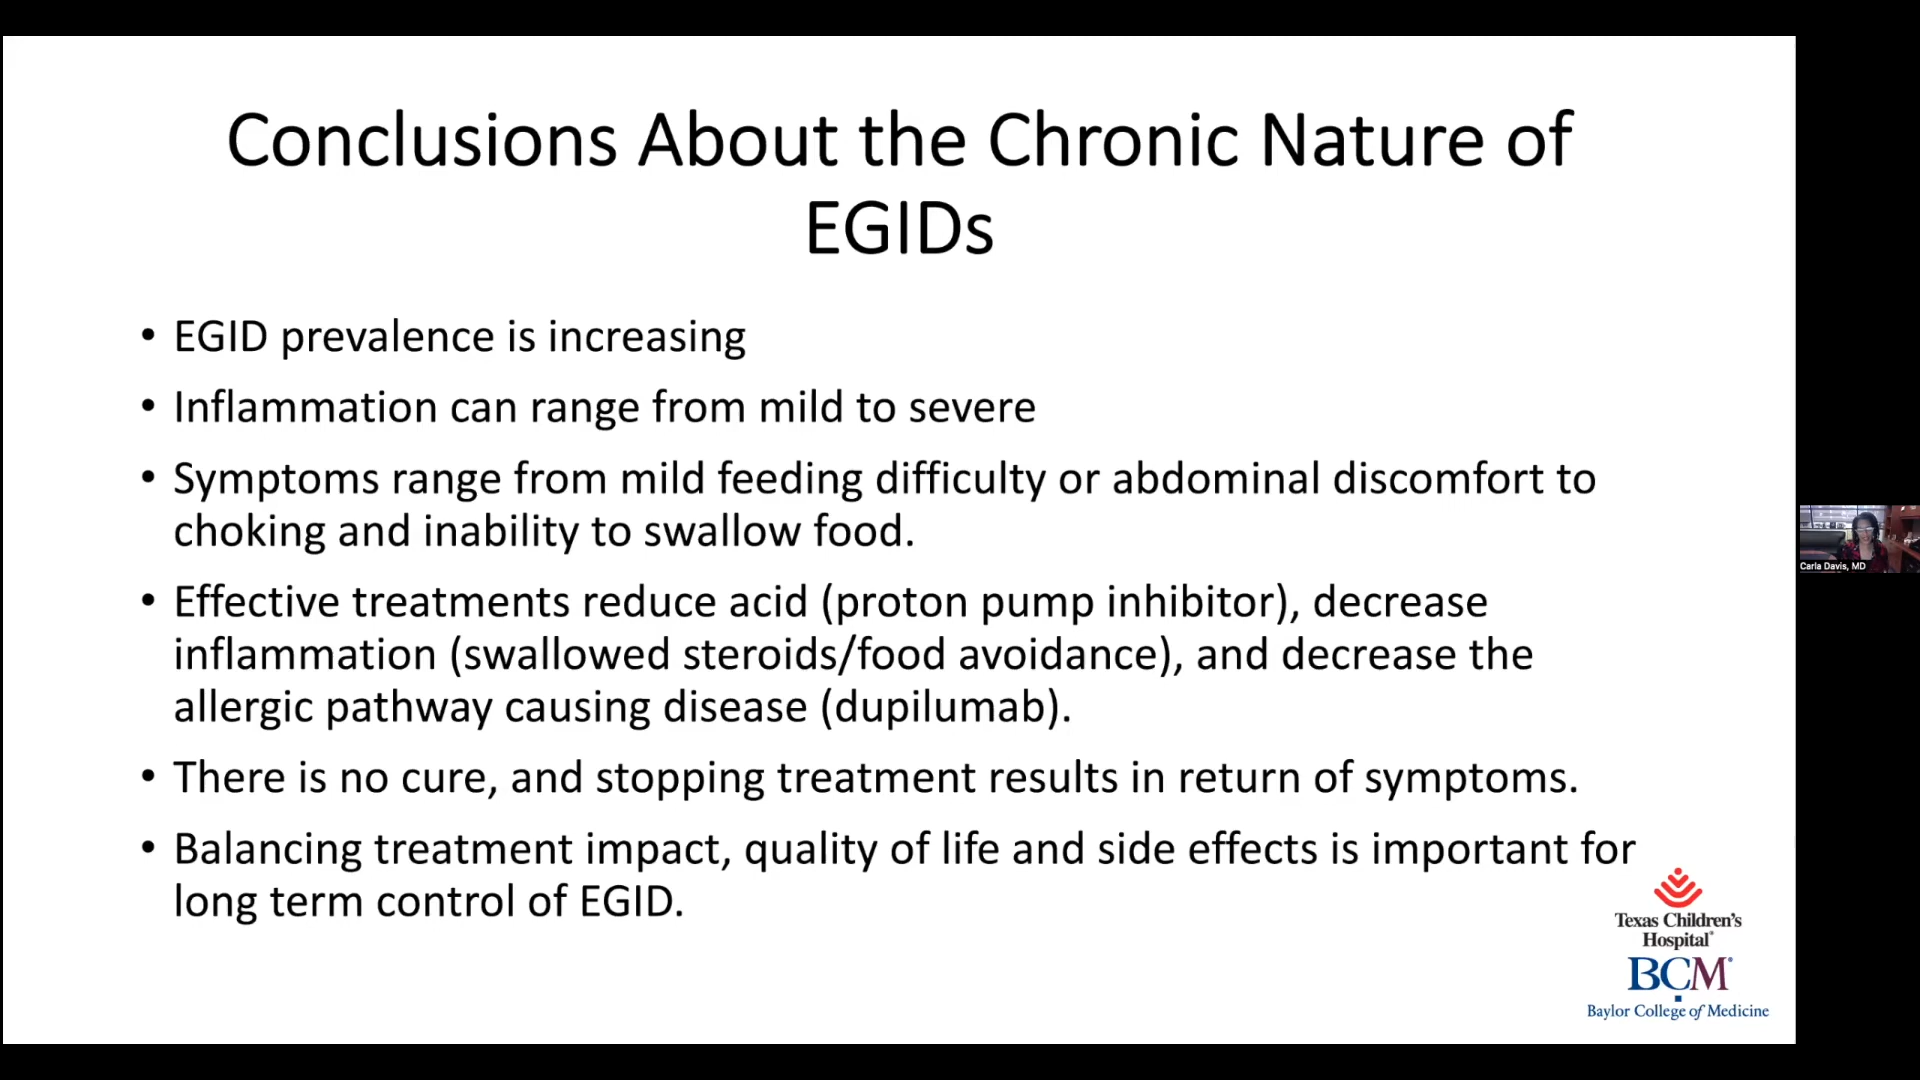 Conclusions About the Chronic Nature of
EGIDs
• EGID prevalence is increasing
• Inflammation can range from mild to severe
• Symptoms range from mild feeding difficulty or abdominal discomfort to
choking and inability to swallow food.
• Effective treatments reduce acid (proton pump inhibitor), decrease
inflammation (swallowed steroids/food avoidance), and decrease the
allergic pathway causing disease (dupilumab).
• There is no cure, and stopping treatment results in return of symptoms.
• Balancing treatment impact, quality of life and side effects is important for
long term control of EGID.
Texas Children's
Hospital®
BCM®
Baylor College of Medicine
Carla Davis, MD